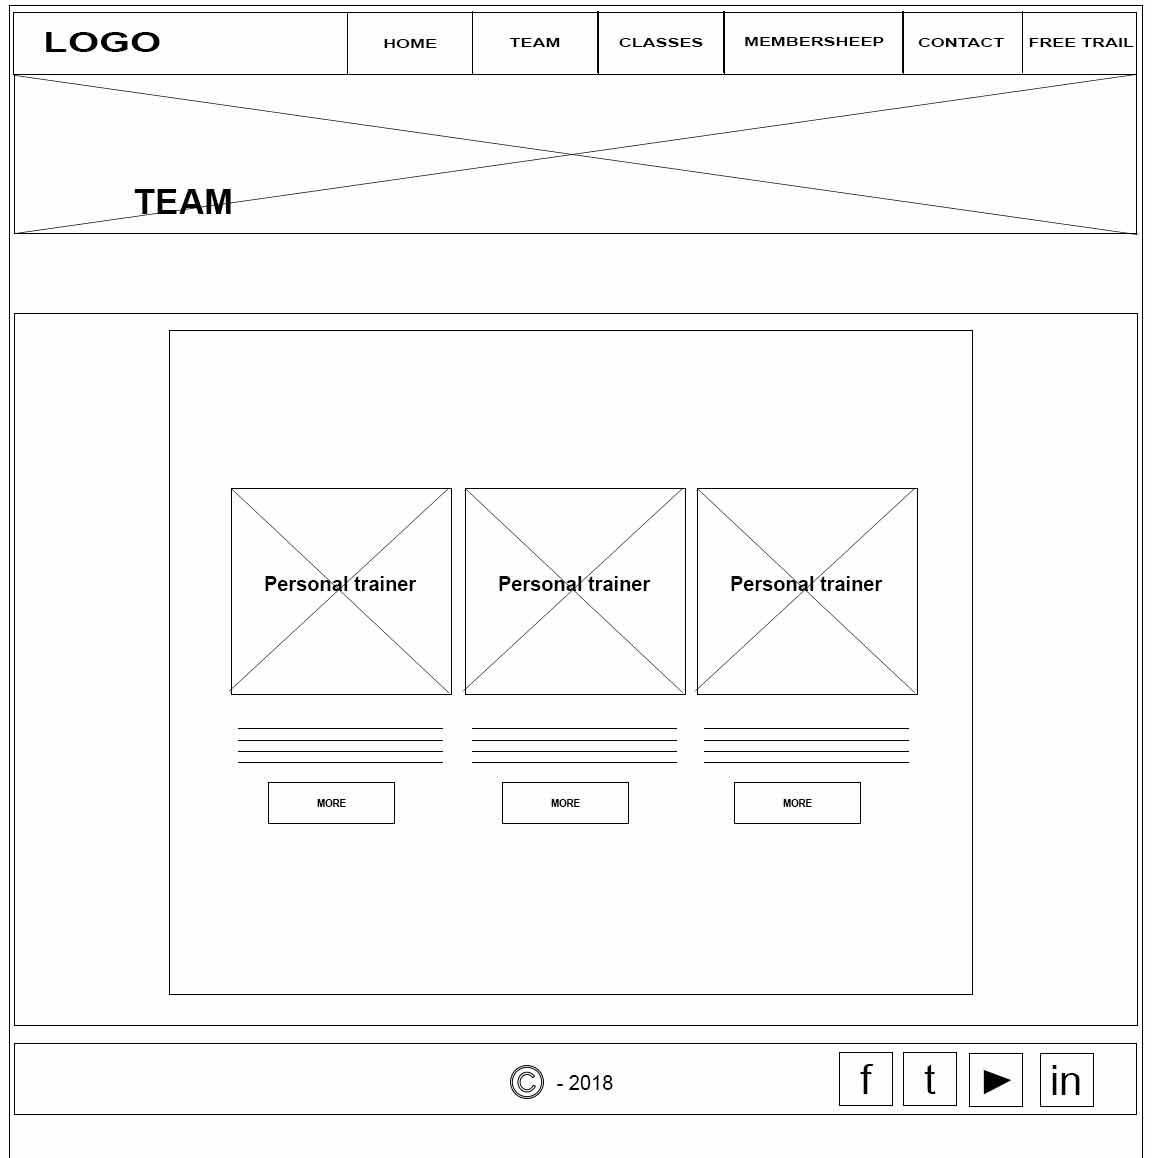 LOGO HOME TEAM CLASSES MEMBERSHEEP CONTACT FREE TRAIL
TEAM
Personal trainer Personal trainer Personal trainer
MORE MORE MORE
© - 2018 f t in